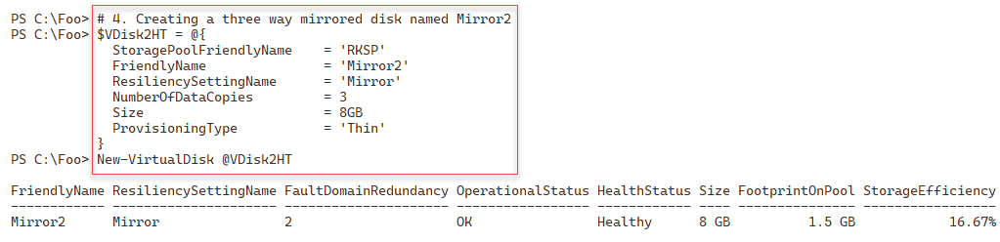 PS C:\Foo> # 4. Creating a three way mirrored disk named Mirror2
PS C:\Foo> $VDisk2HT = @{
  StoragePoolFriendlyName    = 'RKSP'
  FriendlyName               = 'Mirror2'
  ResiliencySettingName      = 'Mirror'
  NumberOfDataCopies         = 3
  Size                       = 8GB
  ProvisioningType           = 'Thin'
}
PS C:\Foo> New-VirtualDisk @VDisk2HT
FriendlyName ResiliencySettingName FaultDomainRedundancy OperationalStatus HealthStatus Size FootprintOnPool StorageEfficiency
------------ --------------------- --------------------- ----------------- ------------ ---- --------------- -----------------
Mirror2      Mirror                2                     OK                Healthy      8 GB          1.5 GB            16.67%